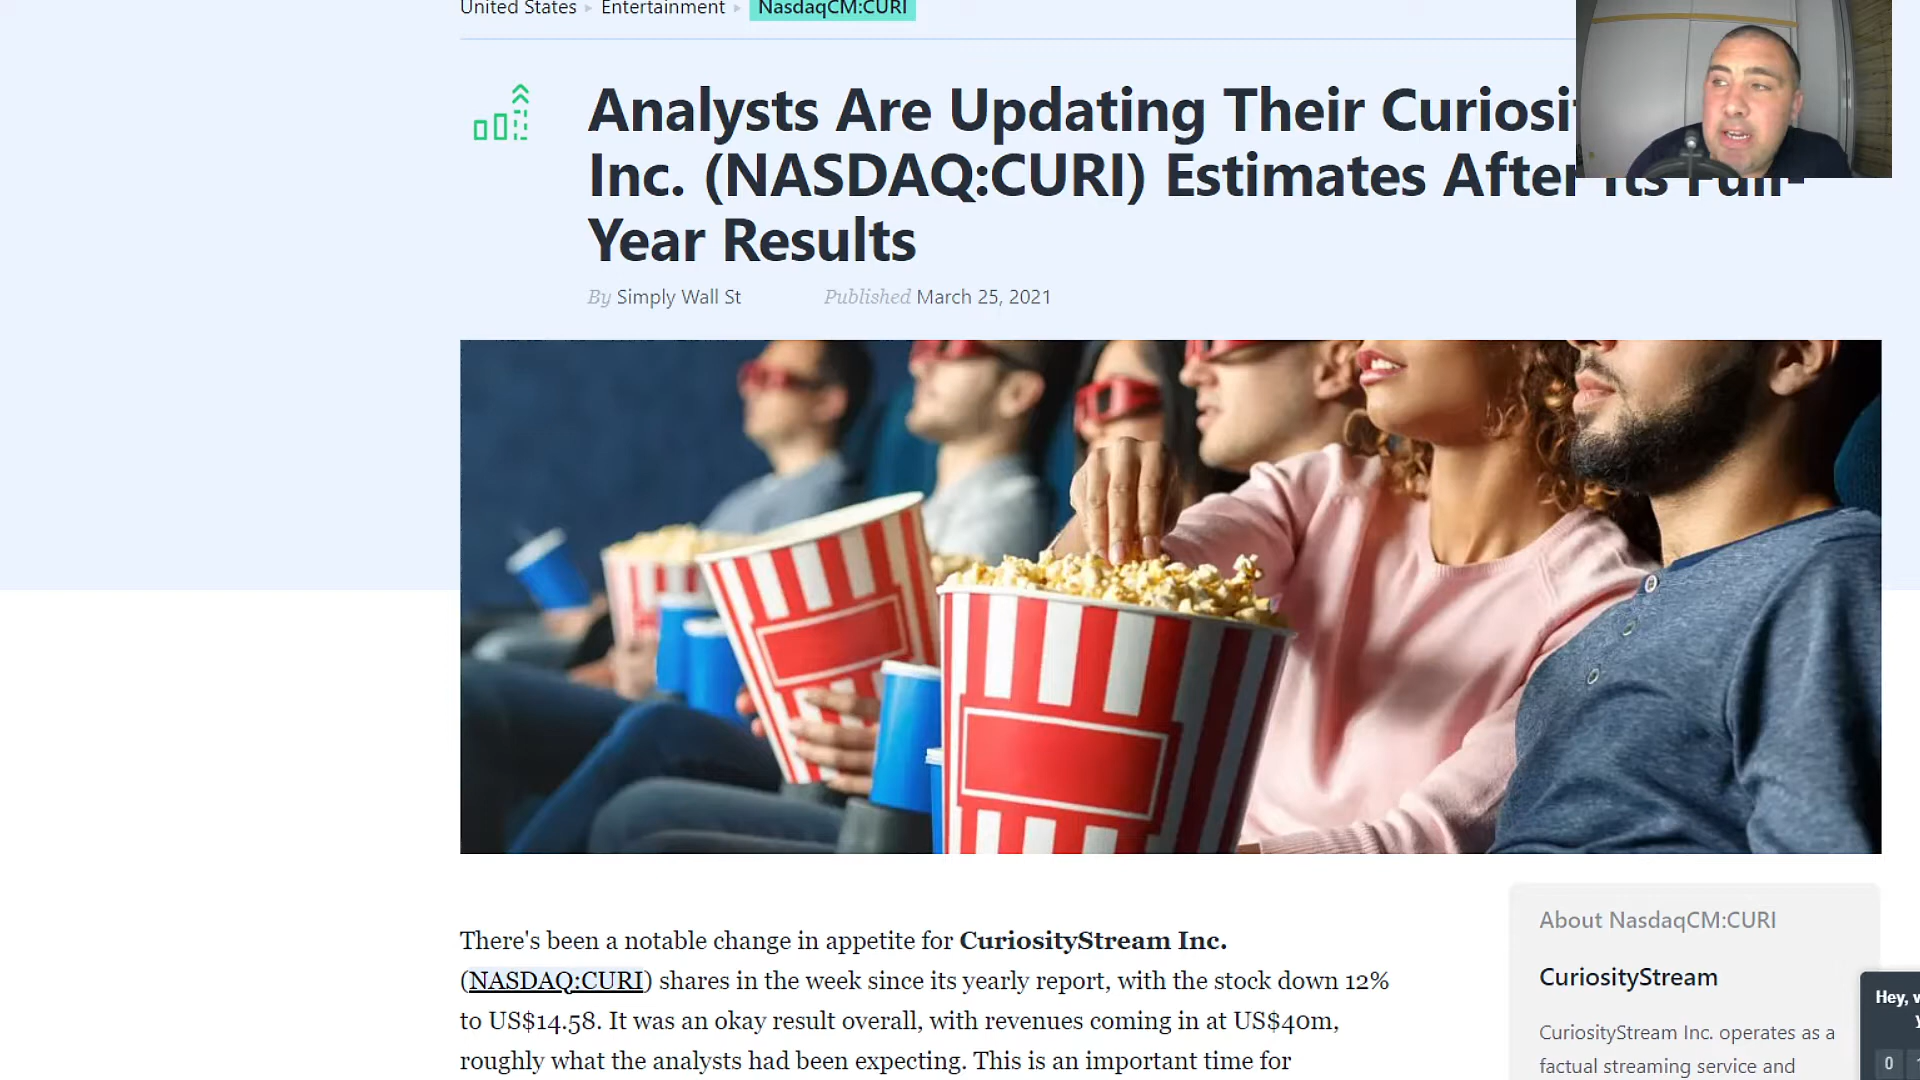 United States ▸ Entertainment ▸ NasdaqCM:CURI
Analysts Are Updating Their
Inc. (NASDAQ:CURI) Estimates After Its Full-
Year Results
By Simply Wall St Published March 25, 2021
There's been a notable change in appetite for CuriosityStream Inc.
(NASDAQ:CURI) shares in the week since its yearly report, with the stock down 12%
to US$14.58. It was an okay result overall, with revenues coming in at US$40m,
roughly what the analysts had been expecting. This is an important time for
About NasdaqCM:CURI
CuriosityStream
CuriosityStream Inc. operates as a
factual streaming service and
Hey,
0